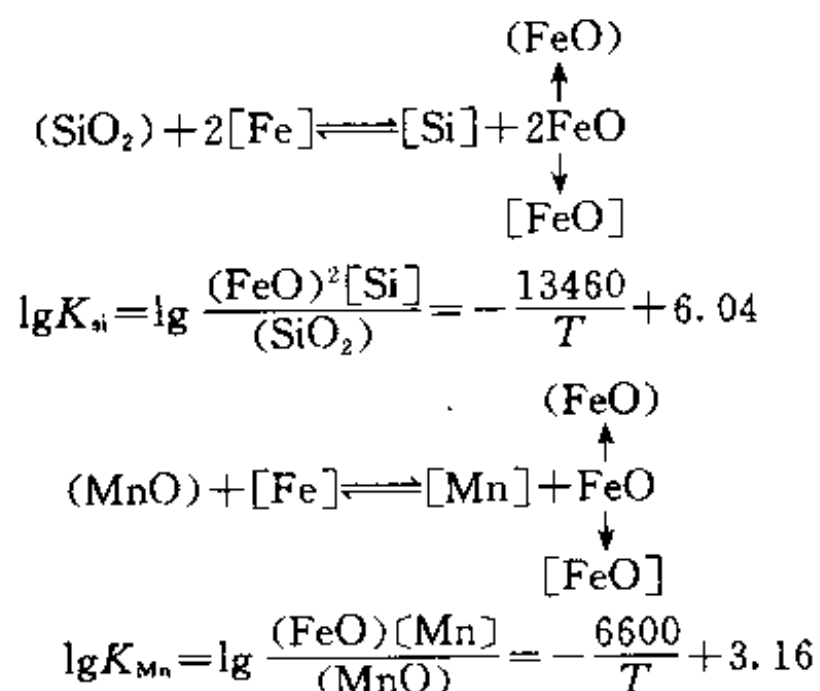 (FeO)
↑
(SiO₂)+2[Fe]⇌[Si]+2FeO
↓
[FeO]
lgK_si=lg (FeO)²[Si]/(SiO₂)=-13460/T+6.04
(FeO)
↑
(MnO)+[Fe]⇌[Mn]+FeO
↓
[FeO]
lgK_Mn=lg (FeO)[Mn]/(MnO)=-6600/T+3.16